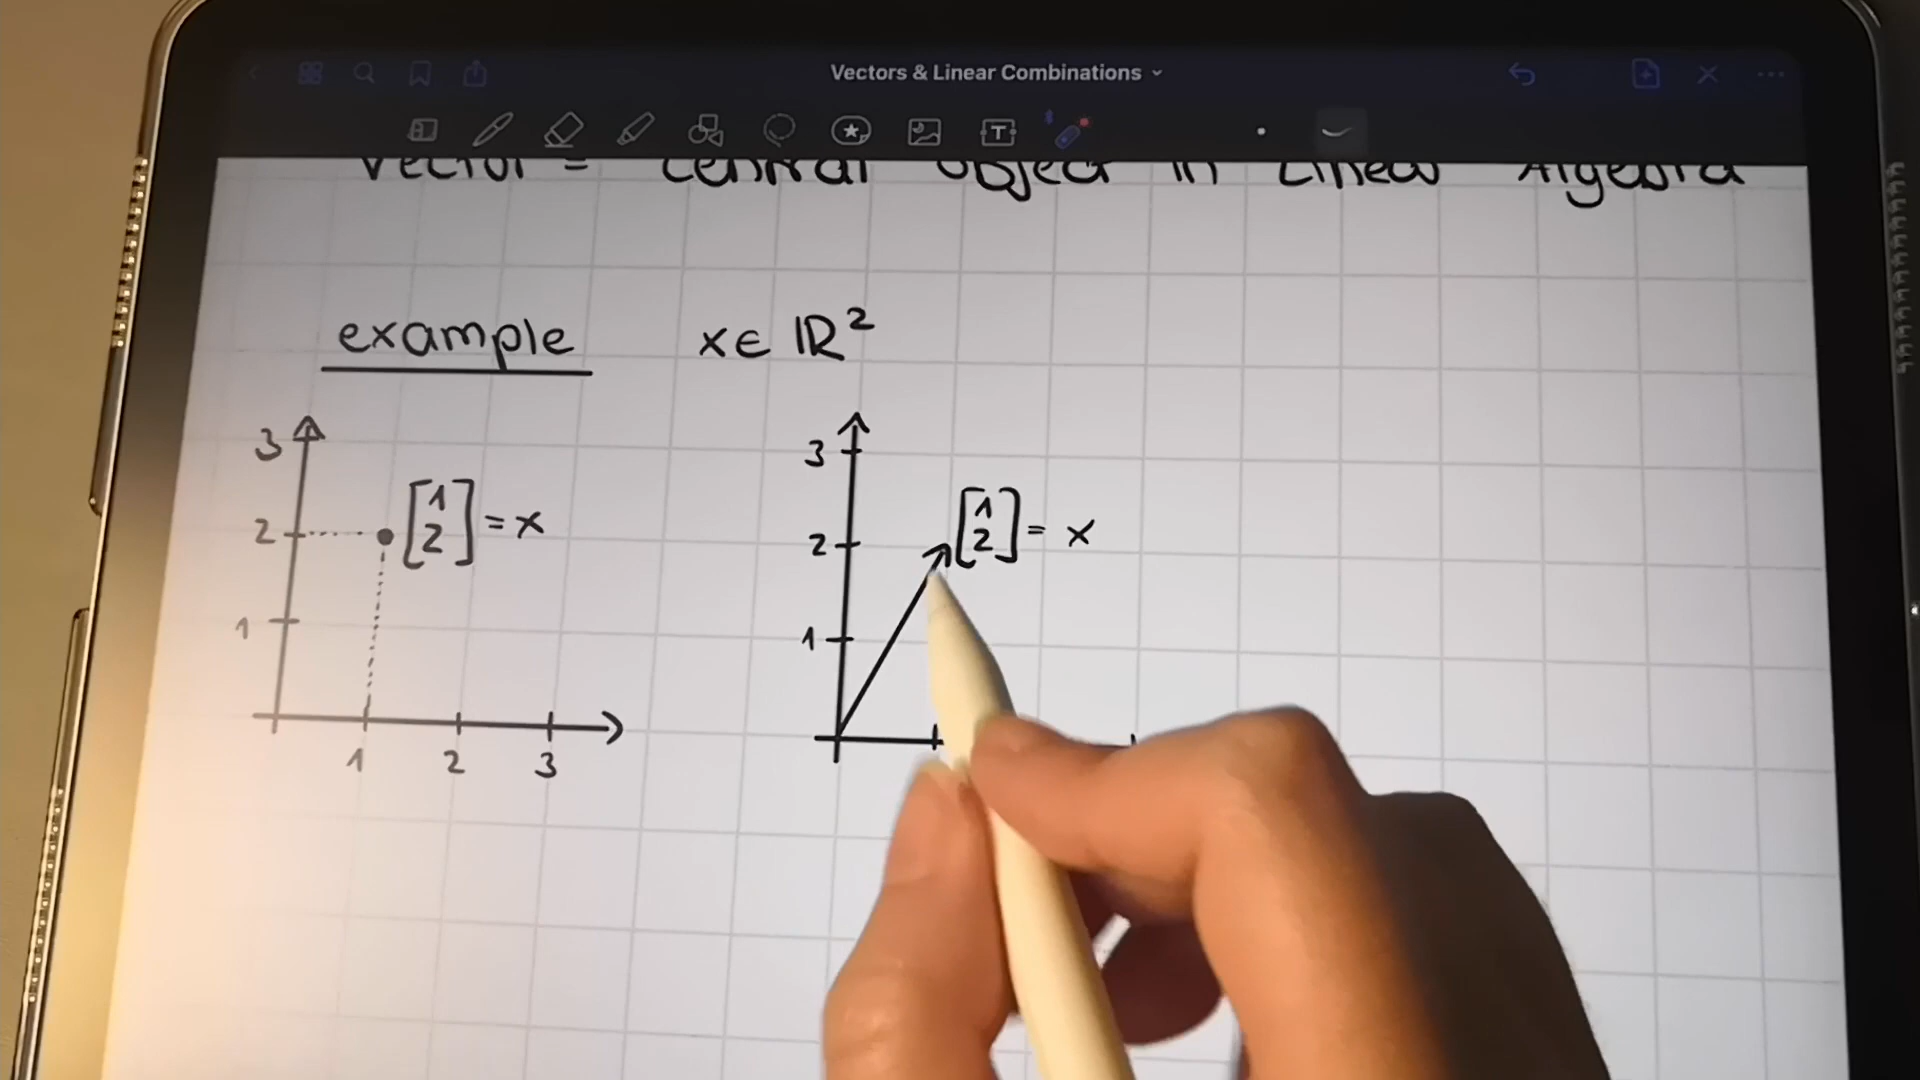 Vectors & Linear Combinations
T
Vector = Central Object in Linear Algebra
example x ∈ ℝ²
3
2
1
[1 2] = x
1 2 3
3
2
1
[1 2] = x